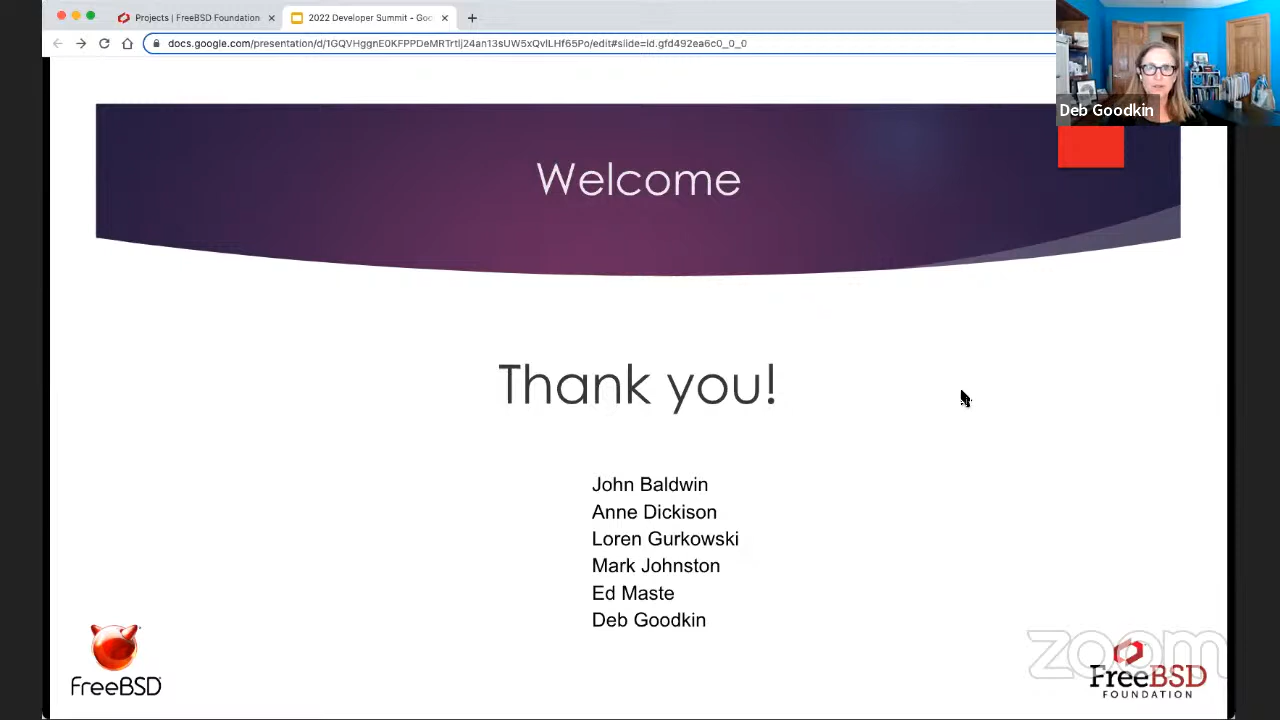 Projects | FreeBSD Foundation
2022 Developer Summit - Goo
docs.google.com/presentation/d/1GQVHggnE0KFPPDeMRTrtIj24an13sUW5xQvlLHf65Po/edit#slide=id.gfd492ea6c0_0_0
Deb Goodkin
Welcome
Thank you!
John Baldwin
Anne Dickison
Loren Gurkowski
Mark Johnston
Ed Maste
Deb Goodkin
FreeBSD
zoom
FreeBSD
FOUNDATION